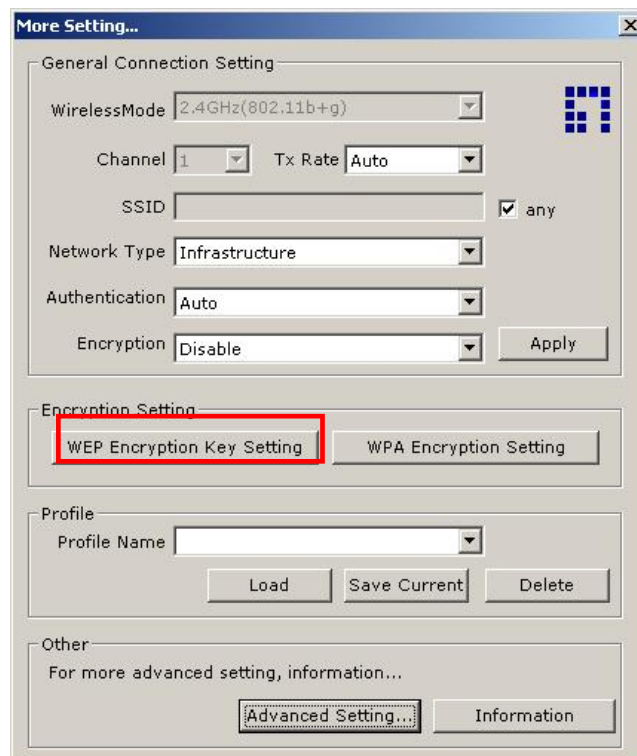 More Setting...
General Connection Setting
WirelessMode 2.4GHz(802.11b+g)
Channel 1 Tx Rate Auto
SSID any
Network Type Infrastructure
Authentication Auto
Encryption Disable Apply
Encryption Setting
WEP Encryption Key Setting WPA Encryption Setting
Profile
Profile Name
Load Save Current Delete
Other
For more advanced setting, information...
Advanced Setting... Information